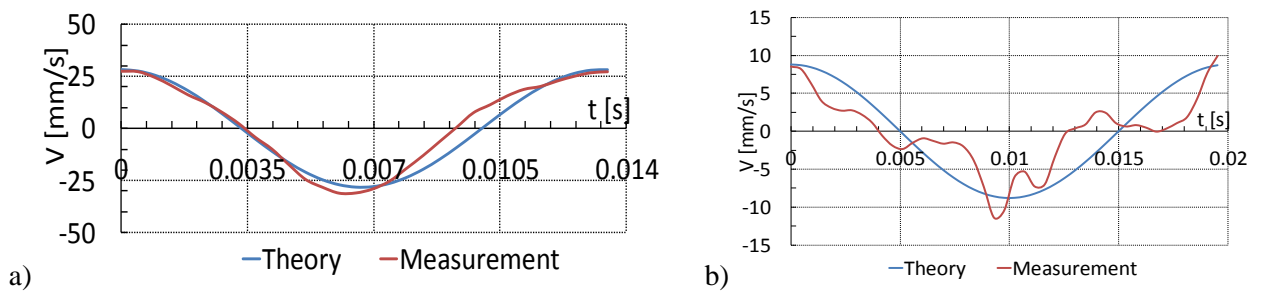 a)
V [mm/s]
50
25
0
-25
-50
0
0.0035
0.007
0.0105
0.014
t [s]
Theory
Measurement
b)
V [mm/s]
15
10
5
0
-5
-10
-15
0
0.005
0.01
0.015
0.02
t [s]
Theory
Measurement